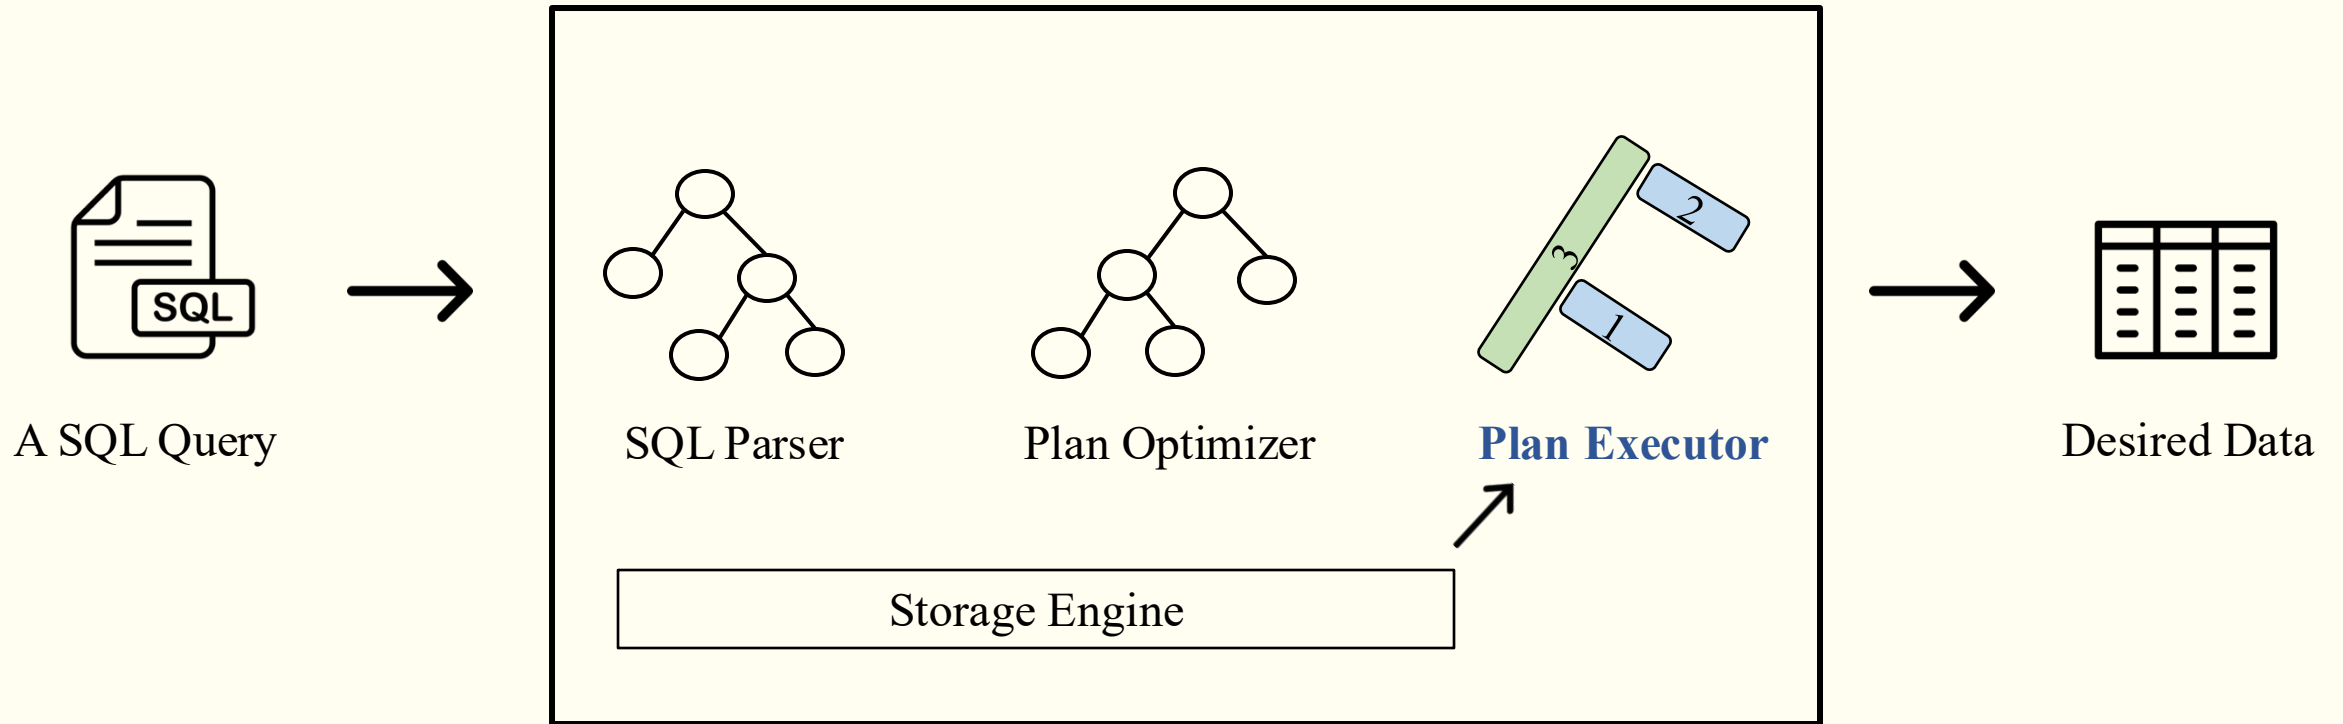 SQL
A SQL Query
SQL Parser
Plan Optimizer
3
2
1
Plan Executor
Storage Engine
Desired Data